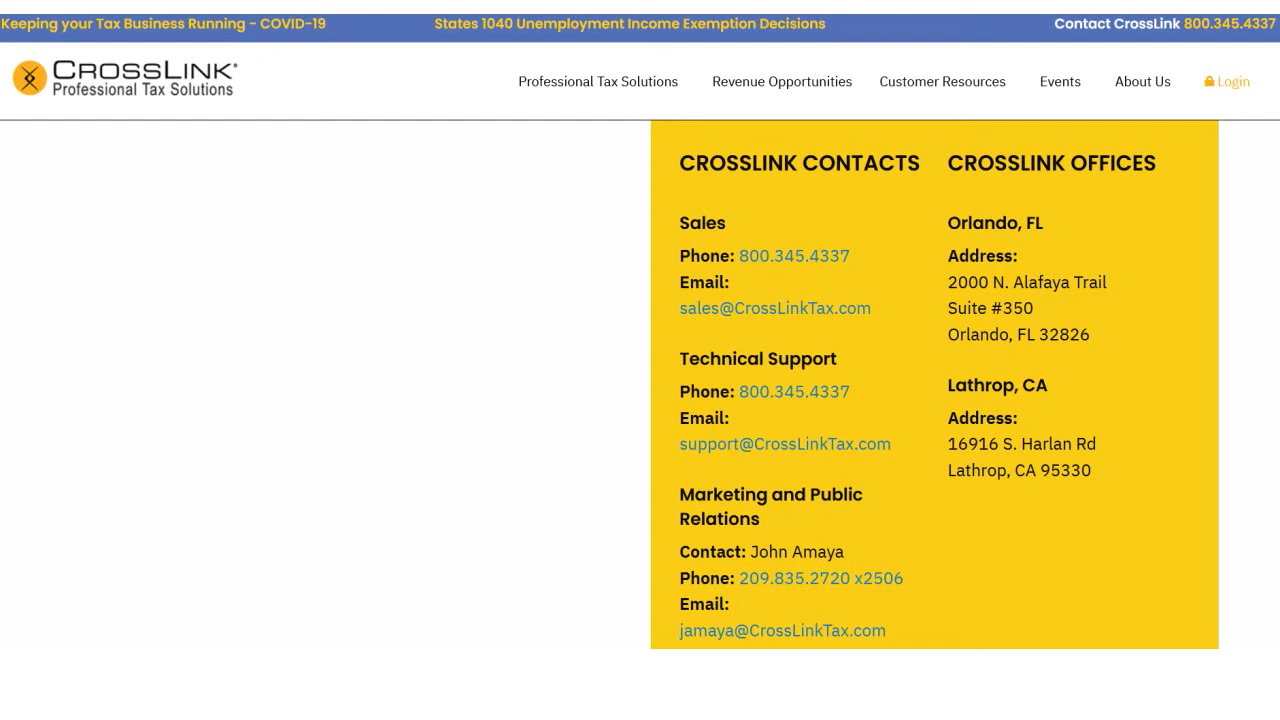 Keeping your Tax Business Running - COVID-19
States 1040 Unemployment Income Exemption Decisions
Contact CrossLink 800.345.4337
CROSSLINK®
Professional Tax Solutions
Professional Tax Solutions
Revenue Opportunities
Customer Resources
Events
About Us
Login
CROSSLINK CONTACTS
Sales
Phone: 800.345.4337
Email:
sales@CrossLinkTax.com
Technical Support
Phone: 800.345.4337
Email:
support@CrossLinkTax.com
Marketing and Public
Relations
Contact: John Amaya
Phone: 209.835.2720 x2506
Email:
jamaya@CrossLinkTax.com
CROSSLINK OFFICES
Orlando, FL
Address:
2000 N. Alafaya Trail
Suite #350
Orlando, FL 32826
Lathrop, CA
Address:
16916 S. Harlan Rd
Lathrop, CA 95330